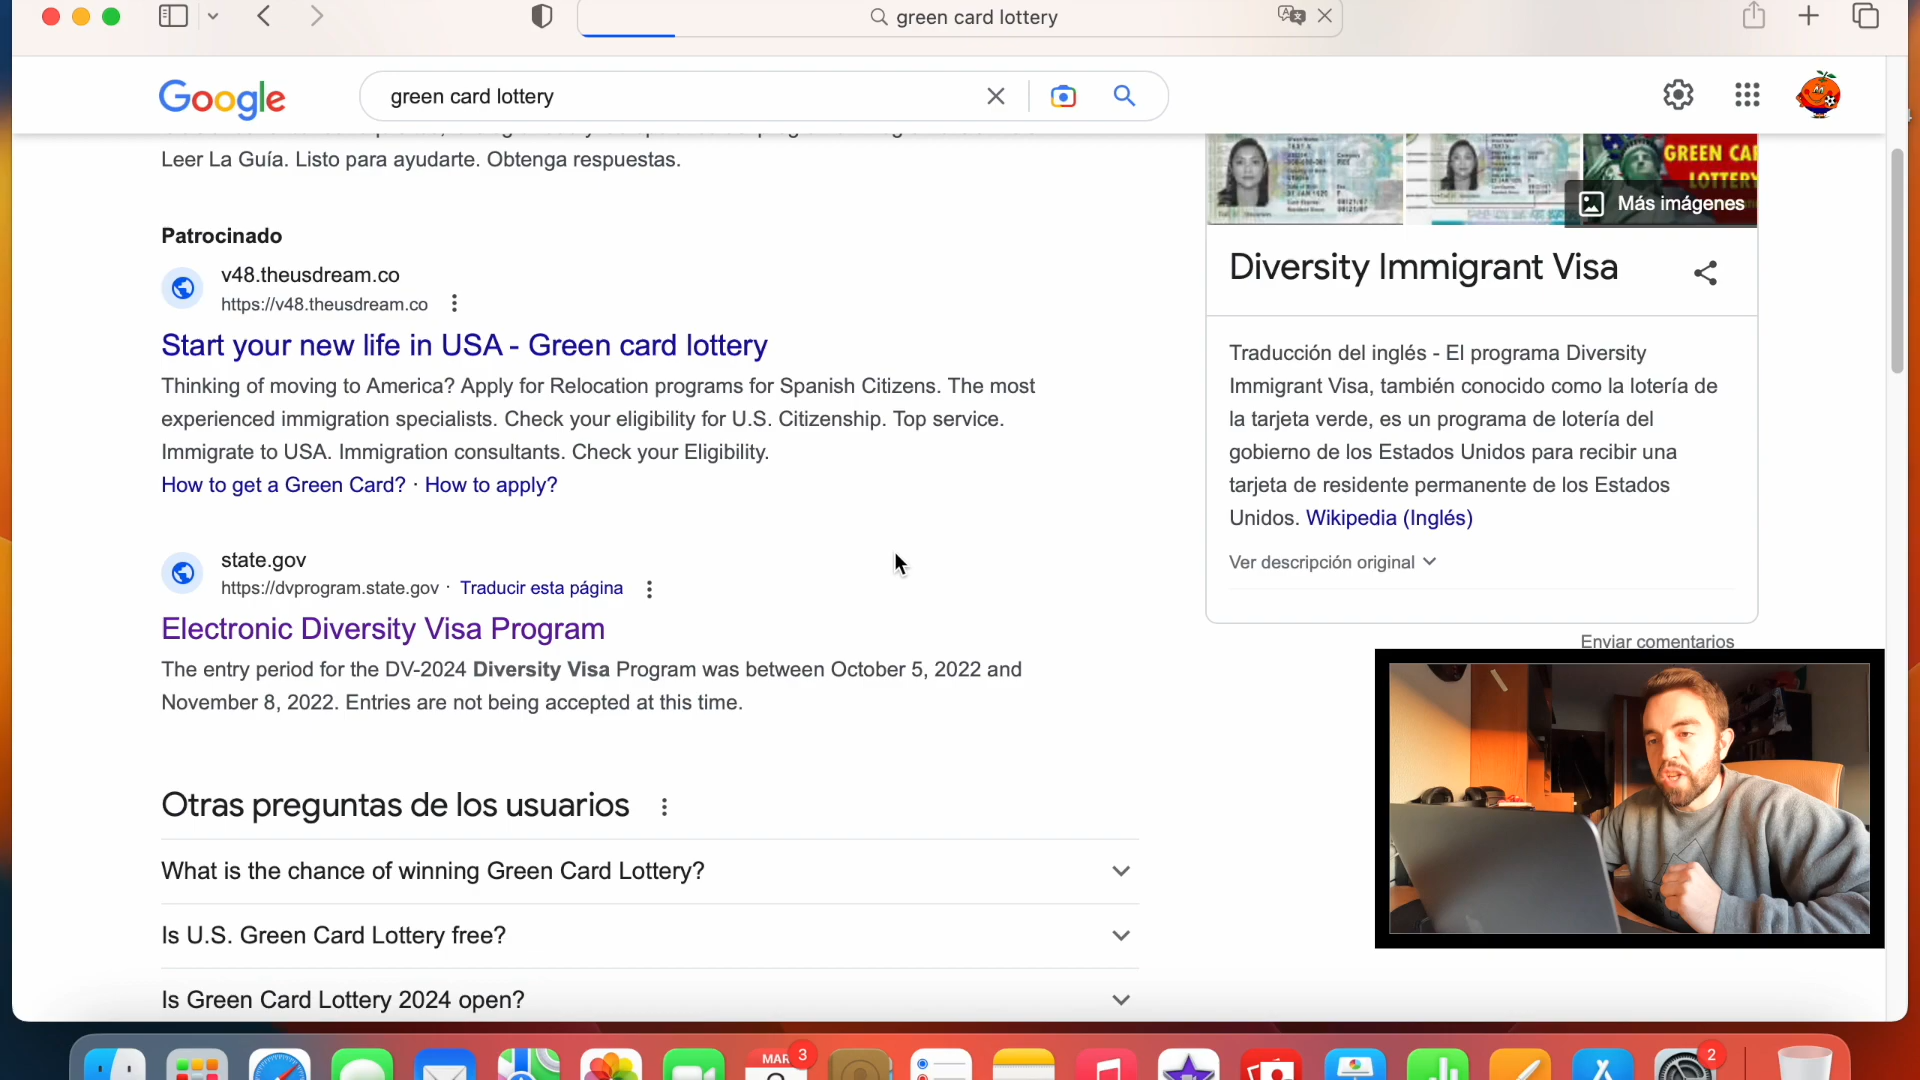 green card lottery
Google
green card lottery
Leer La Guía. Listo para ayudarte. Obtenga respuestas.
Patrocinado
v48.theusdream.co
https://v48.theusdream.co
Start your new life in USA - Green card lottery
Thinking of moving to America? Apply for Relocation programs for Spanish Citizens. The most
experienced immigration specialists. Check your eligibility for U.S. Citizenship. Top service.
Immigrate to USA. Immigration consultants. Check your Eligibility.
How to get a Green Card? · How to apply?
state.gov
https://dvprogram.state.gov · Traducir esta página
Electronic Diversity Visa Program
The entry period for the DV-2024 Diversity Visa Program was between October 5, 2022 and
November 8, 2022. Entries are not being accepted at this time.
Otras preguntas de los usuarios
What is the chance of winning Green Card Lottery?
Is U.S. Green Card Lottery free?
Is Green Card Lottery 2024 open?
GREEN CAR
LOTTERY
Más imágenes
Diversity Immigrant Visa
Traducción del inglés - El programa Diversity
Immigrant Visa, también conocido como la lotería de
la tarjeta verde, es un programa de lotería del
gobierno de los Estados Unidos para recibir una
tarjeta de residente permanente de los Estados
Unidos. Wikipedia (Inglés)
Ver descripción original
Enviar comentarios
MAR
3
2